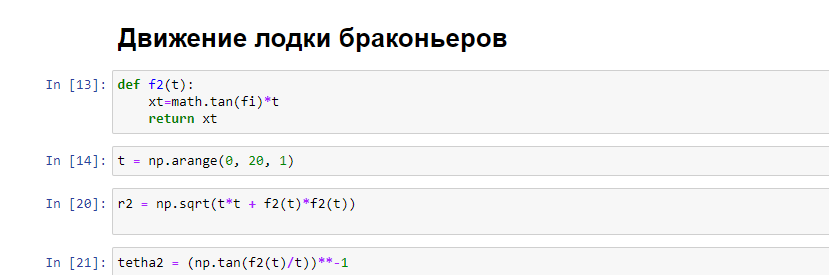 Движение лодки браконьеров
In [13]: def f2(t):
xt=math.tan(fi)*t
return xt
In [14]: t = np.arange(0, 20, 1)
In [20]: r2 = np.sqrt(t*t + f2(t)*f2(t))
In [21]: tetha2 = (np.tan(f2(t)/t))**-1